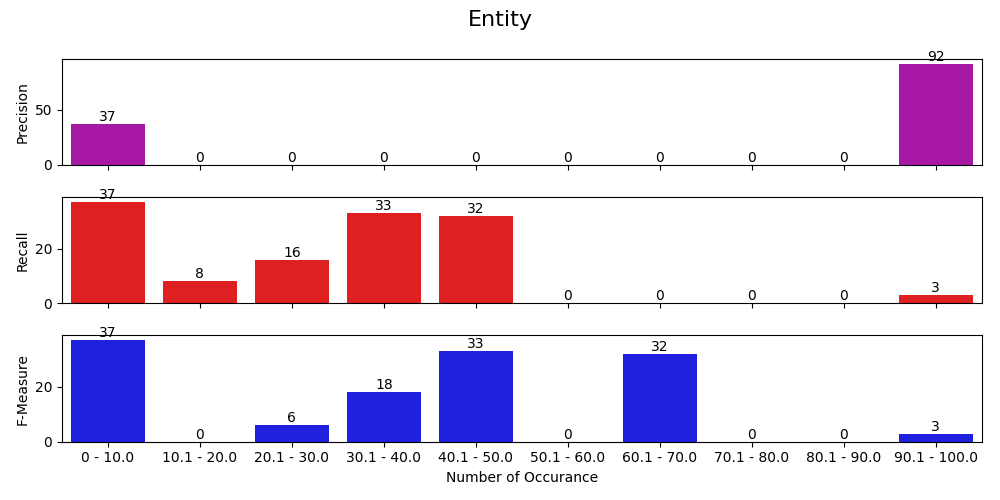 Entity
Precision
50
0
37 0 0 0 0 0 0 0 0 92
Recall
20
0
37 8 16 33 32 0 0 0 0 3
F-Measure
20
0
37 0 6 18 33 0 32 0 0 3
0 - 10.0 10.1 - 20.0 20.1 - 30.0 30.1 - 40.0 40.1 - 50.0 50.1 - 60.0 60.1 - 70.0 70.1 - 80.0 80.1 - 90.0 90.1 - 100.0
Number of Occurance